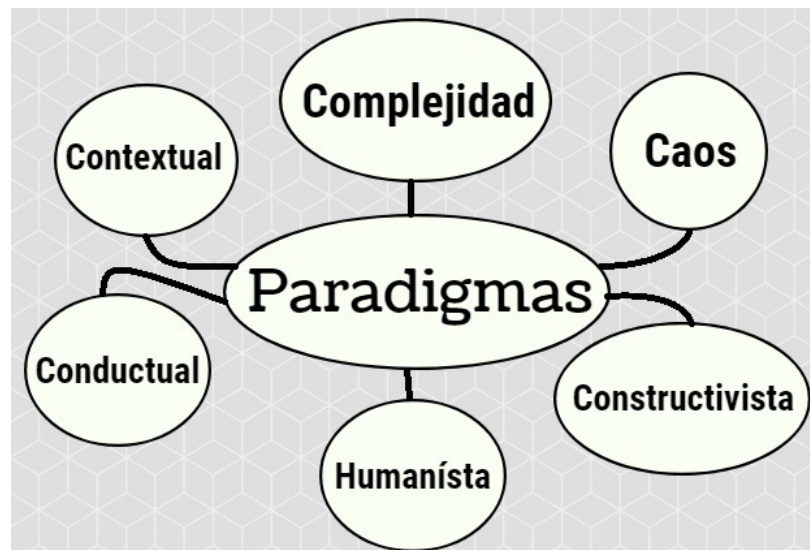 Complejidad
Contextual
Caos
Paradigmas
Conductual
Constructivista
Humanísta